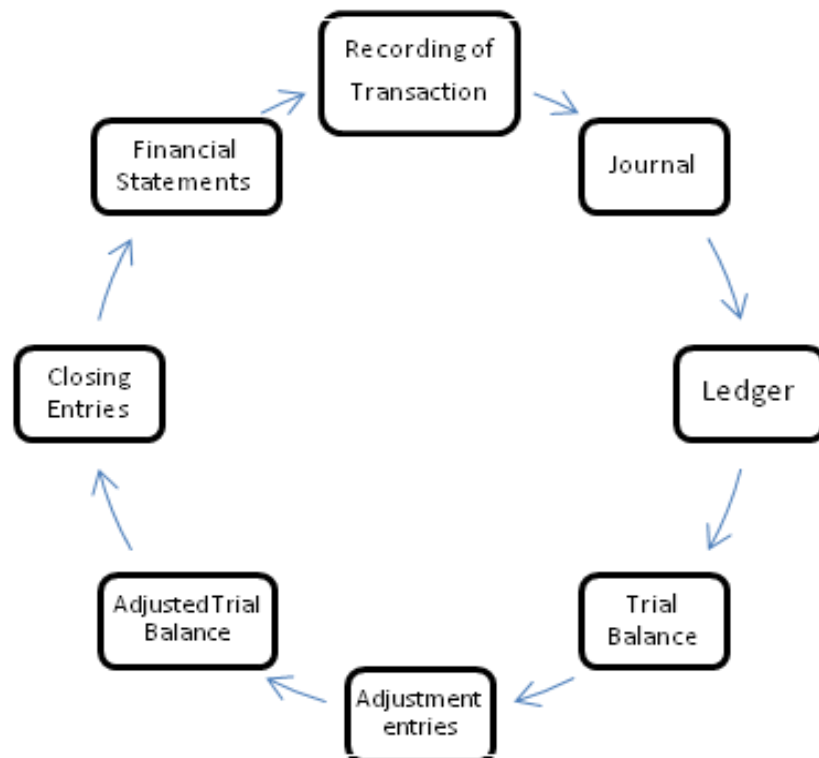 Recording of
Transaction
Journal
Ledger
Trial
Balance
Adjustment
entries
Adjusted Trial
Balance
Closing
Entries
Financial
Statements